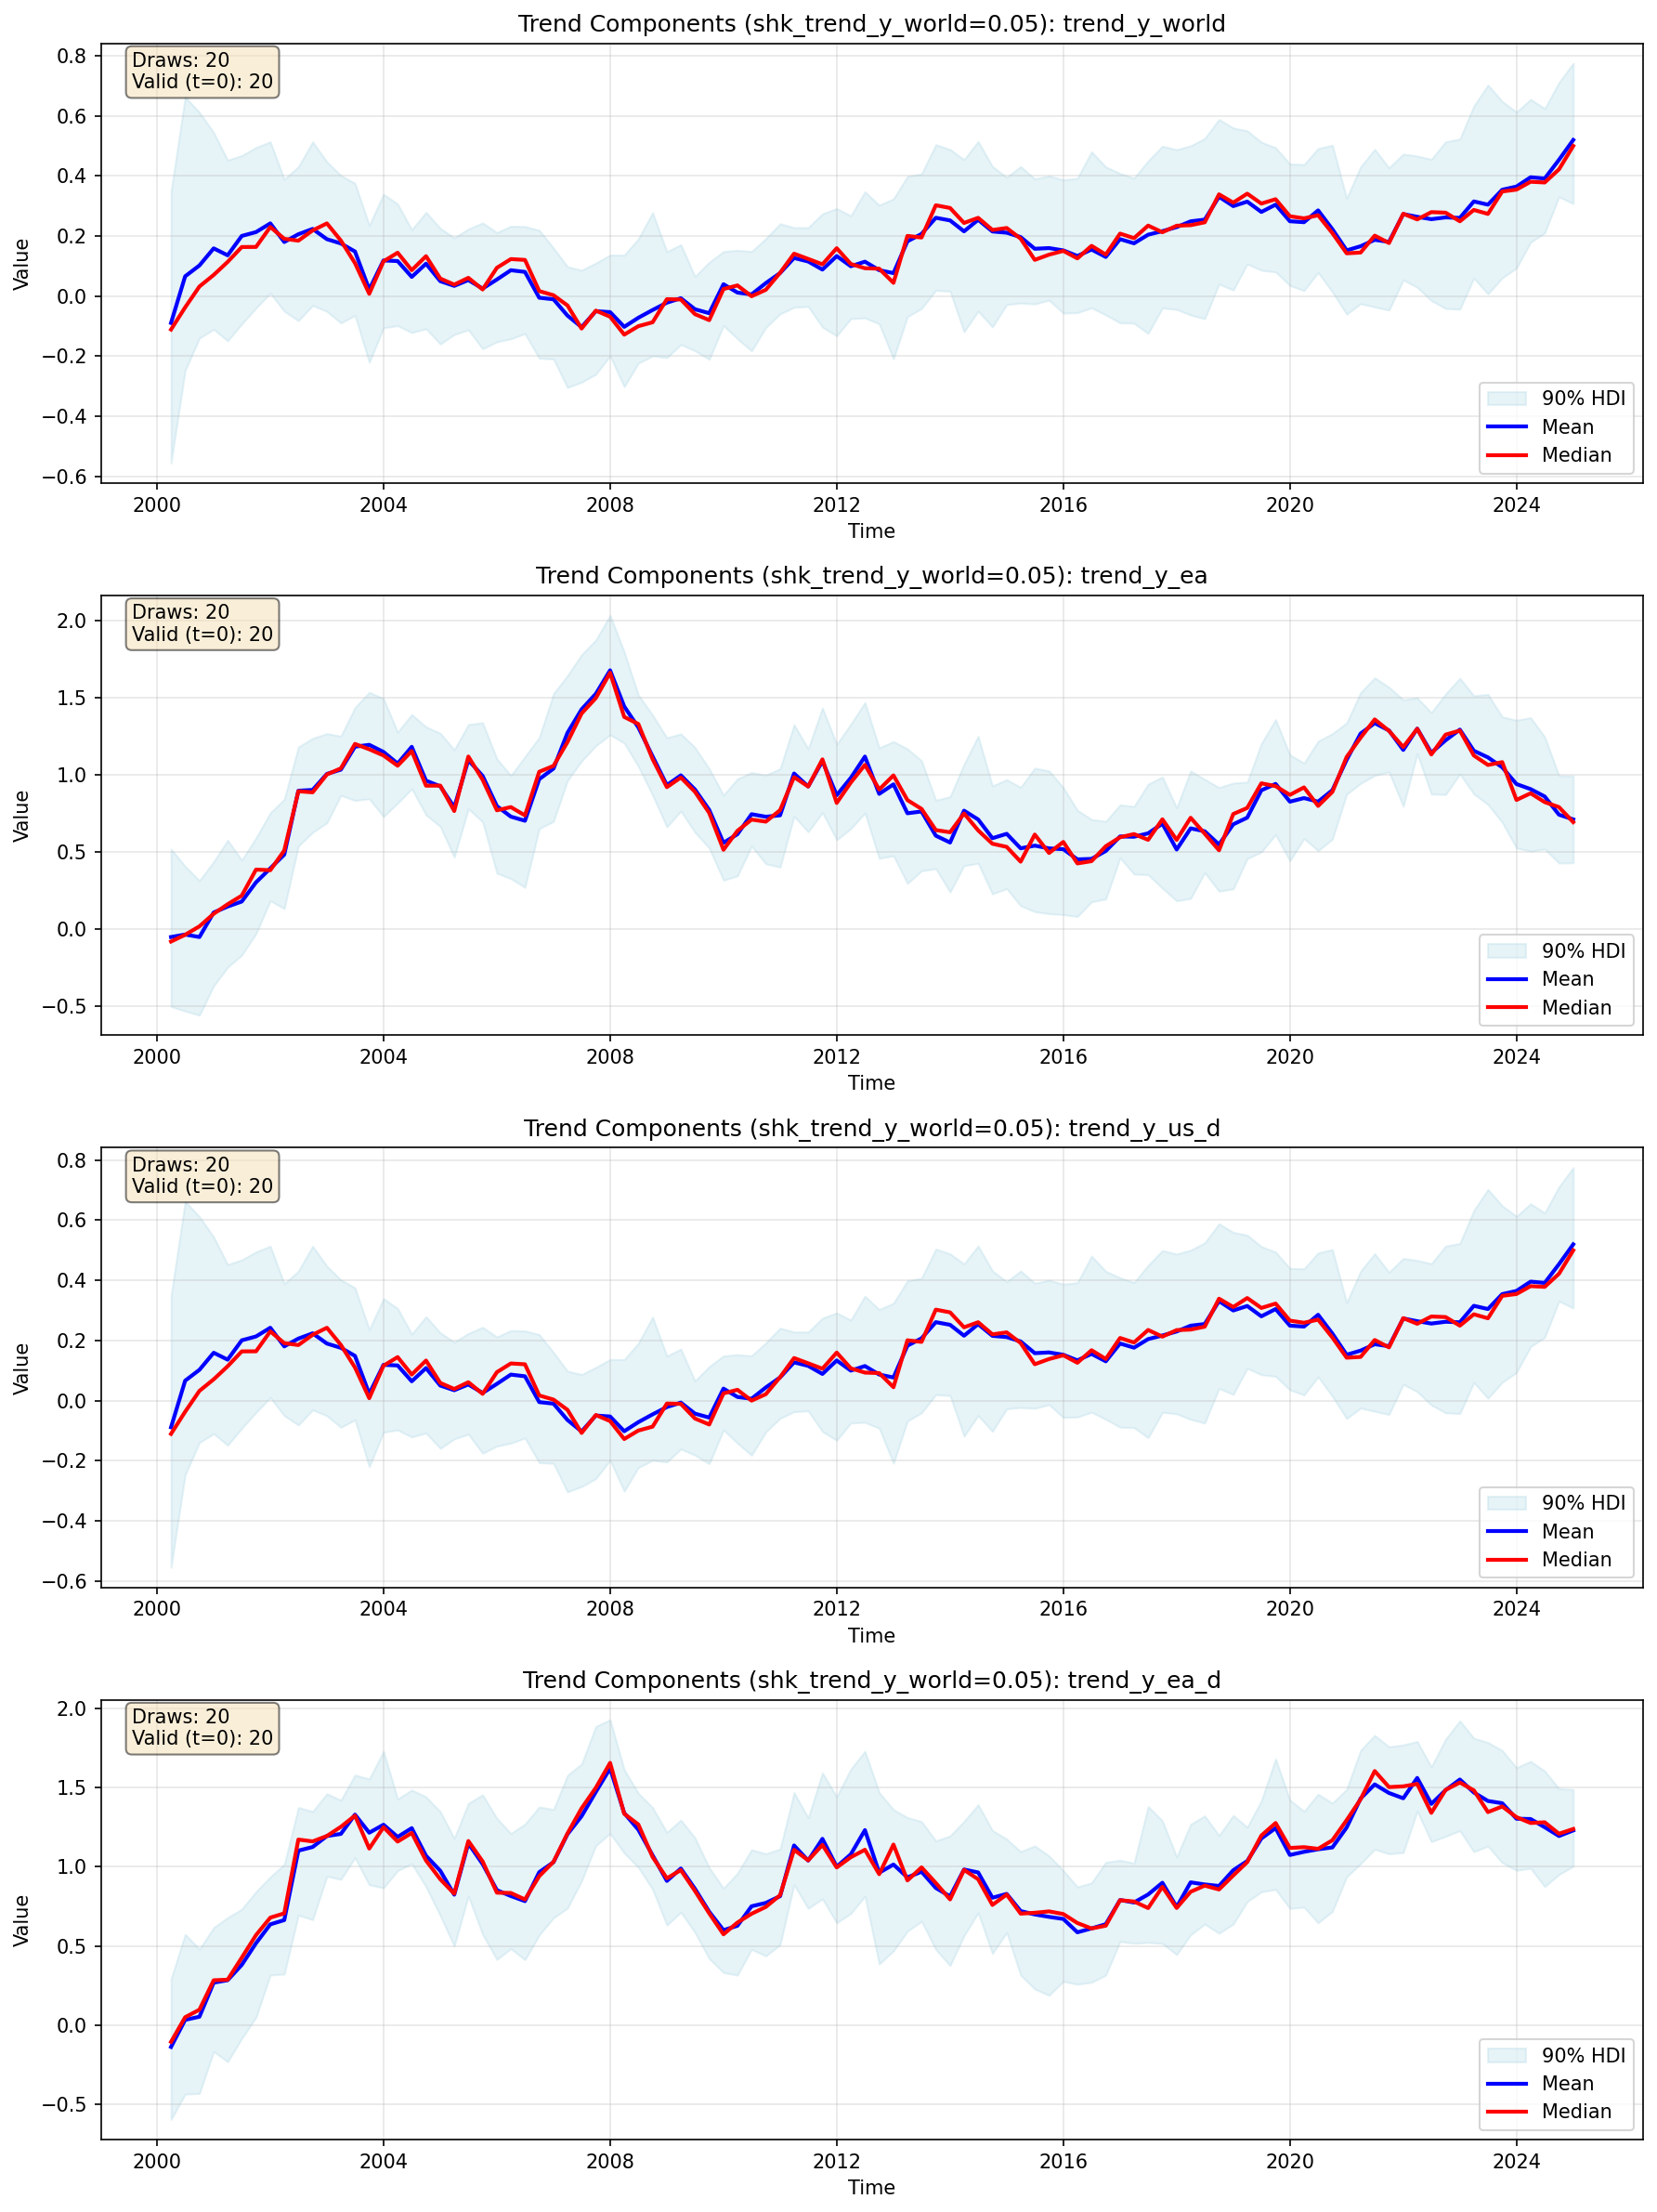 Trend Components (shk_trend_y_world=0.05): trend_y_world
Draws: 20
Valid (t=0): 20
0.8
0.6
0.4
0.2
0.0
−0.2
−0.4
−0.6
Value
90% HDI
Mean
Median
2000 2004 2008 2012 2016 2020 2024
Time
Trend Components (shk_trend_y_world=0.05): trend_y_ea
Draws: 20
Valid (t=0): 20
2.0
1.5
1.0
0.5
0.0
−0.5
Value
90% HDI
Mean
Median
2000 2004 2008 2012 2016 2020 2024
Time
Trend Components (shk_trend_y_world=0.05): trend_y_us_d
Draws: 20
Valid (t=0): 20
0.8
0.6
0.4
0.2
0.0
−0.2
−0.4
−0.6
Value
90% HDI
Mean
Median
2000 2004 2008 2012 2016 2020 2024
Time
Trend Components (shk_trend_y_world=0.05): trend_y_ea_d
Draws: 20
Valid (t=0): 20
2.0
1.5
1.0
0.5
0.0
−0.5
Value
90% HDI
Mean
Median
2000 2004 2008 2012 2016 2020 2024
Time